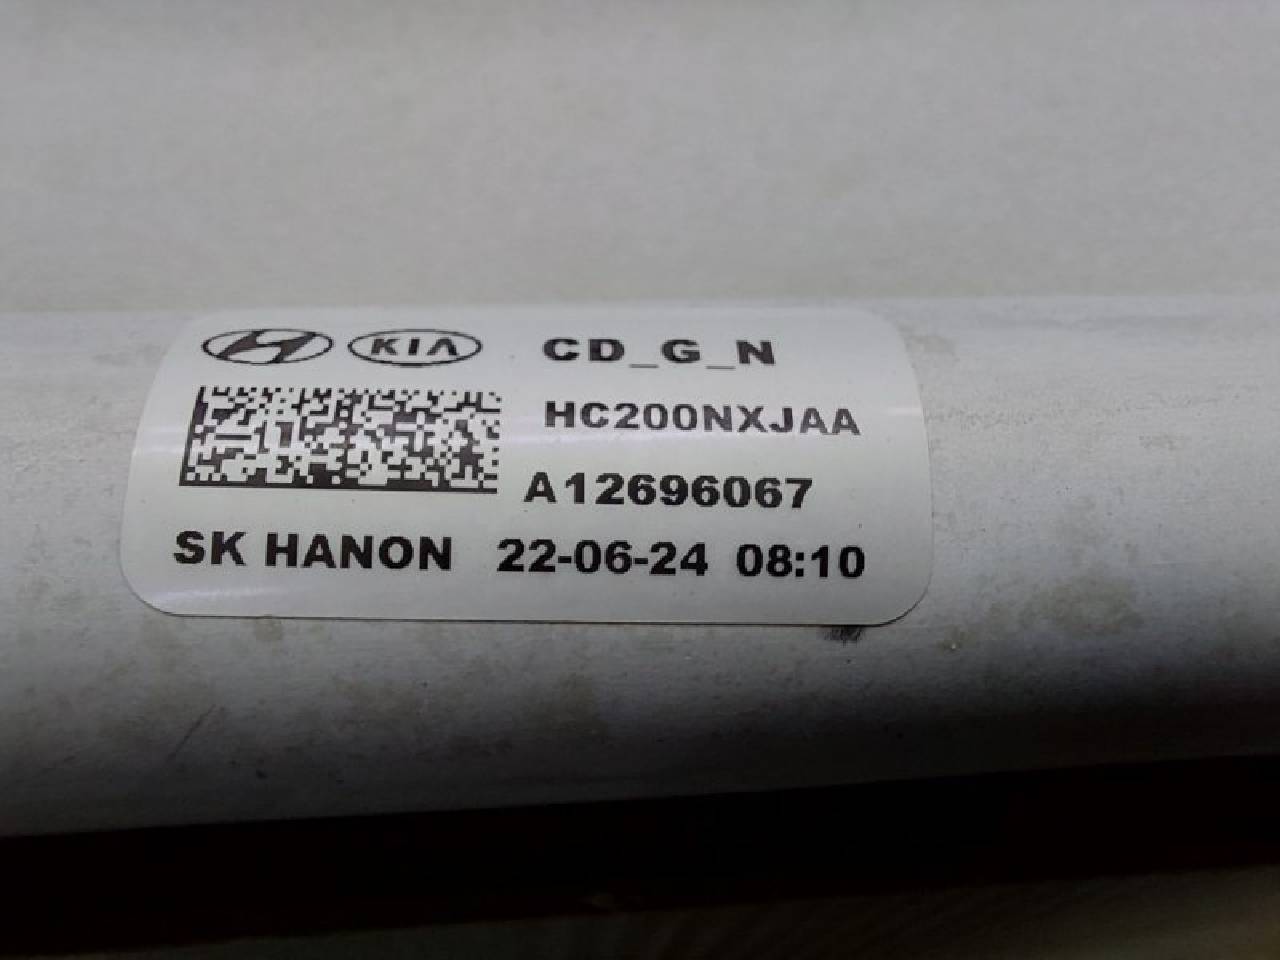 KIA CD_G_N
HC200NXJAA
A12696067
SK HANON 22-06-24 08:10